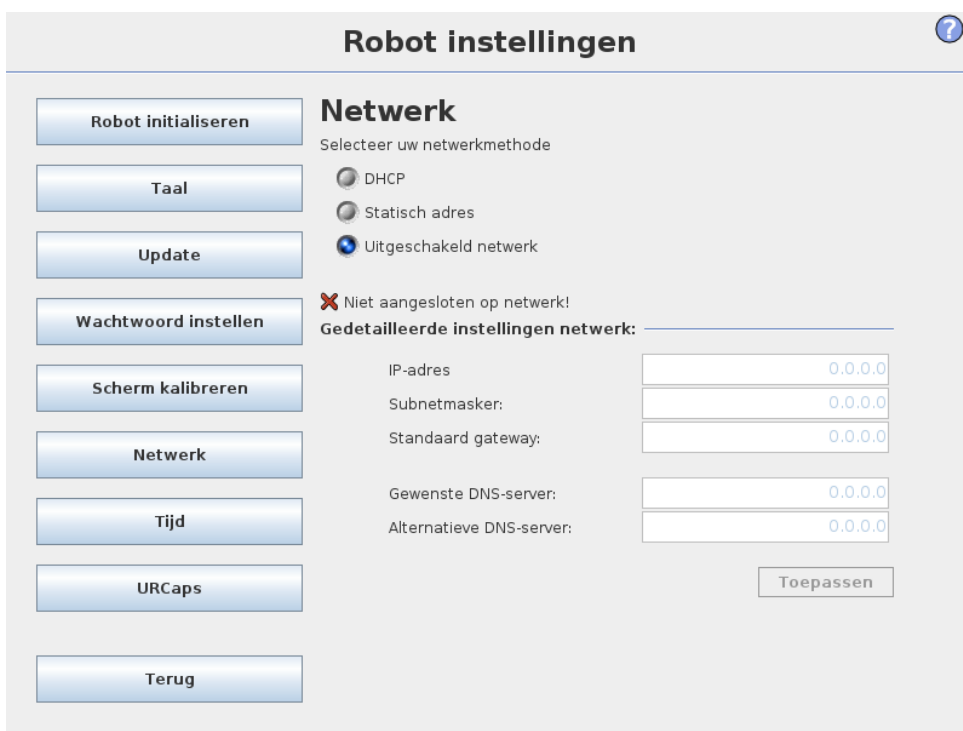 Robot instellingen
?
Robot initialiseren
Taal
Update
Wachtwoord instellen
Scherm kalibreren
Netwerk
Tijd
URCaps
Terug
Netwerk
Selecteer uw netwerkmethode
DHCP
Statisch adres
Uitgeschakeld netwerk
Niet aangesloten op netwerk!
Gedetailleerde instellingen netwerk:
IP-adres 0.0.0.0
Subnetmasker: 0.0.0.0
Standaard gateway: 0.0.0.0
Gewenste DNS-server: 0.0.0.0
Alternatieve DNS-server: 0.0.0.0
Toepassen